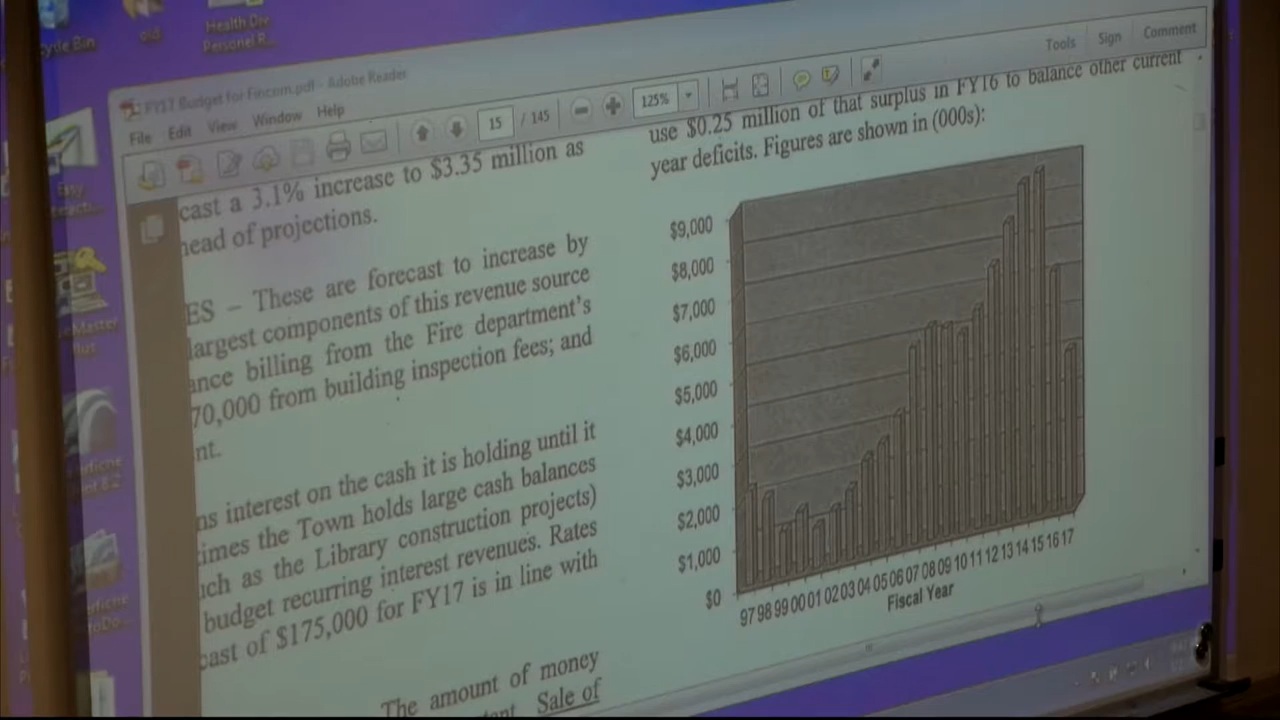 Health Div
Personel R...
FY17 Budget for Fincom.pdf - Adobe Reader
File Edit View Window Help
15 / 145
125%
Tools Sign Comment
cast a 3.1% increase to $3.35 million as
head of projections.
ES – These are forecast to increase by
largest components of this revenue source
ance billing from the Fire department's
70,000 from building inspection fees; and
nt.
ns interest on the cash it is holding until it
times the Town holds large cash balances
uch as the Library construction projects)
budget recurring interest revenues. Rates
cast of $175,000 for FY17 is in line with
The amount of money
Sale of
use $0.25 million of that surplus in FY16 to balance other current
year deficits. Figures are shown in (000s):
$9,000
$8,000
$7,000
$6,000
$5,000
$4,000
$3,000
$2,000
$1,000
$0
97 98 99 00 01 02 03 04 05 06 07 08 09 10 11 12 13 14 15 16 17
Fiscal Year